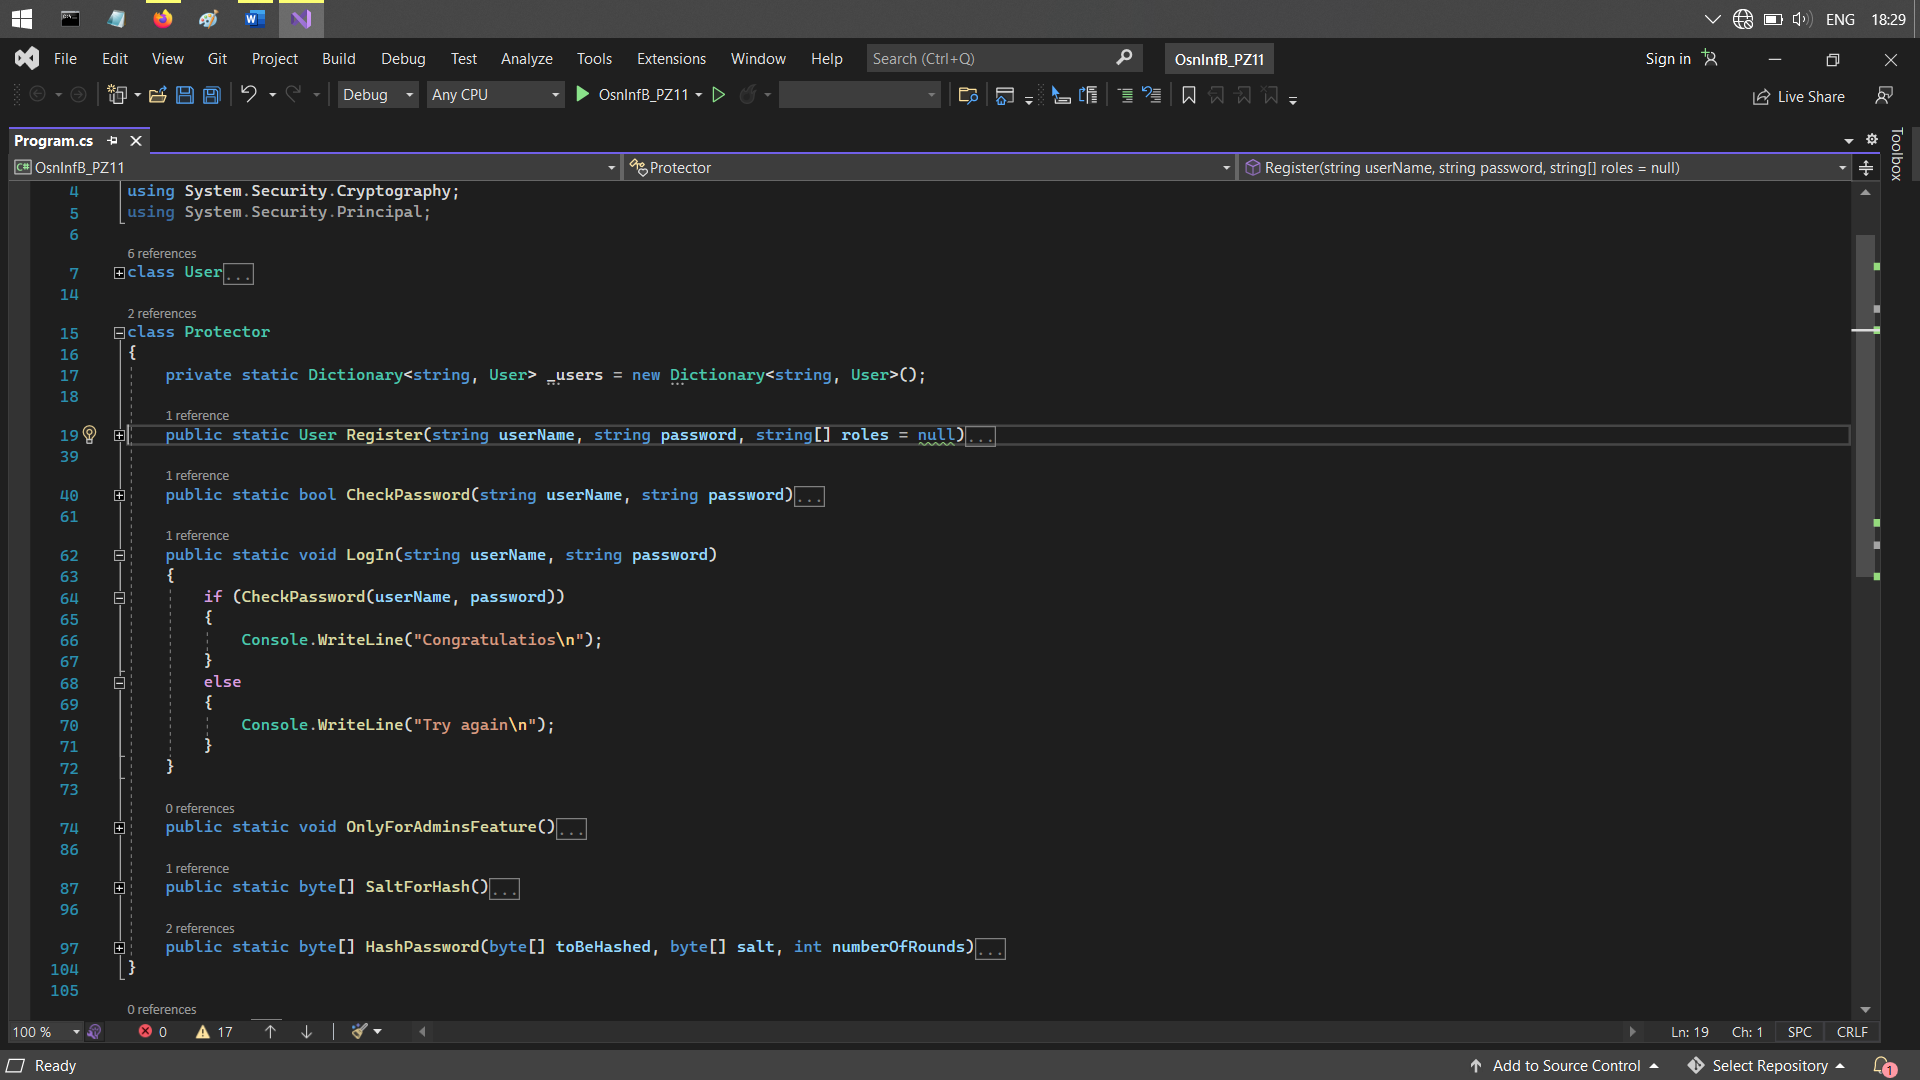 ENG 18:29
File Edit View Git Project Build Debug Test Analyze Tools Extensions Window Help Search (Ctrl+Q) OsnInfB_PZ11 Sign in
Debug Any CPU OsnInfB_PZ11 Live Share
Program.cs
Toolbox
C# OsnInfB_PZ11 Protector Register(string userName, string password, string[] roles = null)
4 using System.Security.Cryptography;
5 using System.Security.Principal;
6
6 references
7 class User...
14
2 references
15 class Protector
16 {
17 private static Dictionary<string, User> _users = new Dictionary<string, User>();
18
1 reference
19 public static User Register(string userName, string password, string[] roles = null)...
39
1 reference
40 public static bool CheckPassword(string userName, string password)...
61
1 reference
62 public static void LogIn(string userName, string password)
63 {
64 if (CheckPassword(userName, password))
65 {
66 Console.WriteLine("Congratulatios\n");
67 }
68 else
69 {
70 Console.WriteLine("Try again\n");
71 }
72 }
73
0 references
74 public static void OnlyForAdminsFeature()...
86
1 reference
87 public static byte[] SaltForHash()...
96
2 references
97 public static byte[] HashPassword(byte[] toBeHashed, byte[] salt, int numberOfRounds)...
104 }
105
0 references
100 % 0 17 Ln: 19 Ch: 1 SPC CRLF
Ready Add to Source Control Select Repository 1